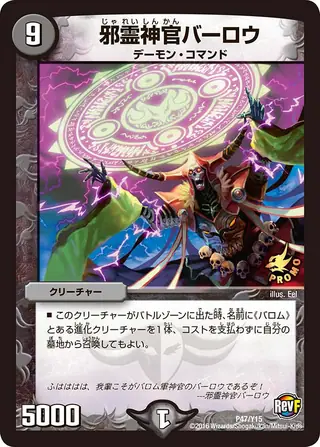 9
じゃ れい しん かん
邪霊神官バーロウ
デーモン・コマンド
PROMO
illus. Eel
クリーチャー
■ このクリーチャーがバトルゾーンに出た時、名前に《バロム》
とある進化クリーチャーを1体、コストを支払わずに自分の
墓地から召喚してもよい。
ふはははは、我輩こそがバロム軍神官のバーロウであるぞ!
---邪霊神官バーロウ
RevF
P47/Y15
5000
©2016 Wizards/Shogakukan/Mitsui-Kids